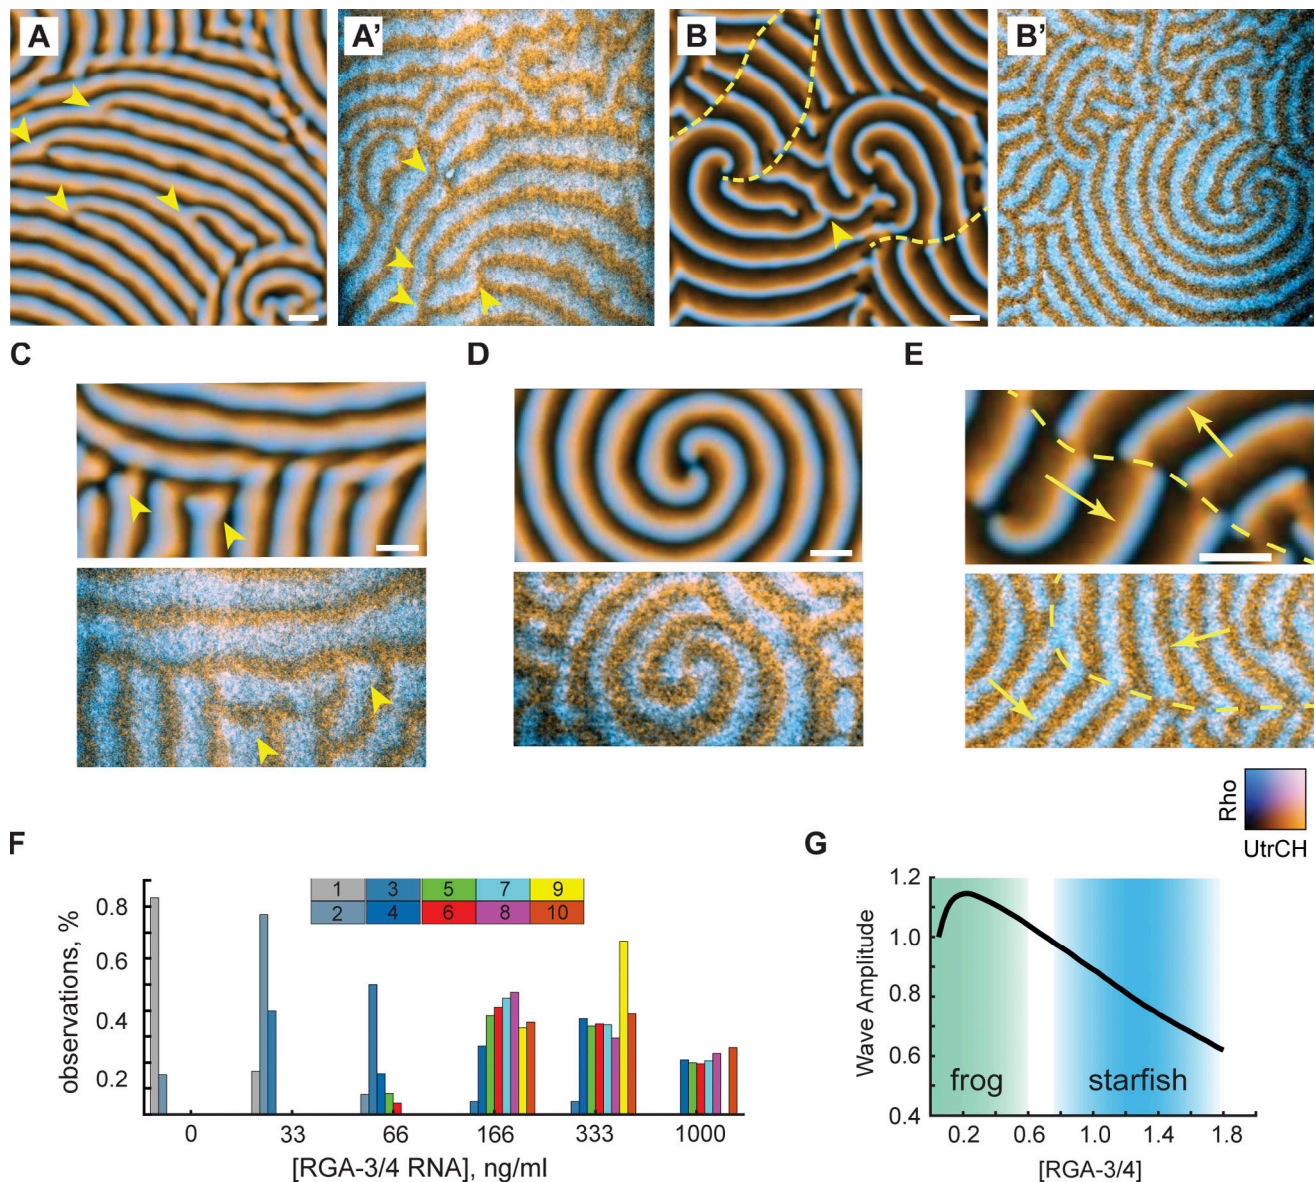 A
A'
B
B'
C
D
E
Rho
UtrCH
F
G
1 3 5 7 9
2 4 6 8 10
0.8
0.4
0.2
observations, %
0 33 66 166 333 1000
[RGA-3/4 RNA], ng/ml
1.2
1.0
0.8
0.6
0.4
Wave Amplitude
frog starfish
0.2 0.6 1.0 1.4 1.8
[RGA-3/4]